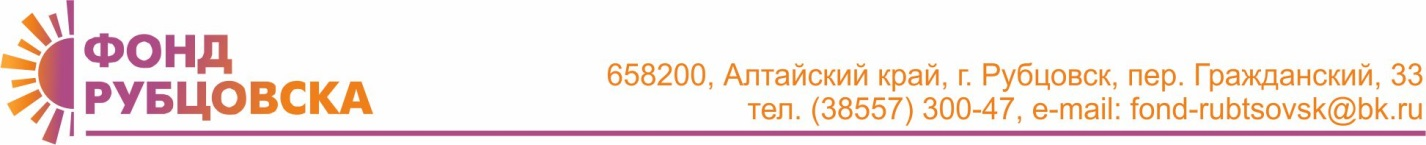 ФОНД
РУБЦОВСКА
658200, Алтайский край, г. Рубцовск, пер. Гражданский, 33
тел. (38557) 300-47, e-mail: fond-rubtsovsk@bk.ru